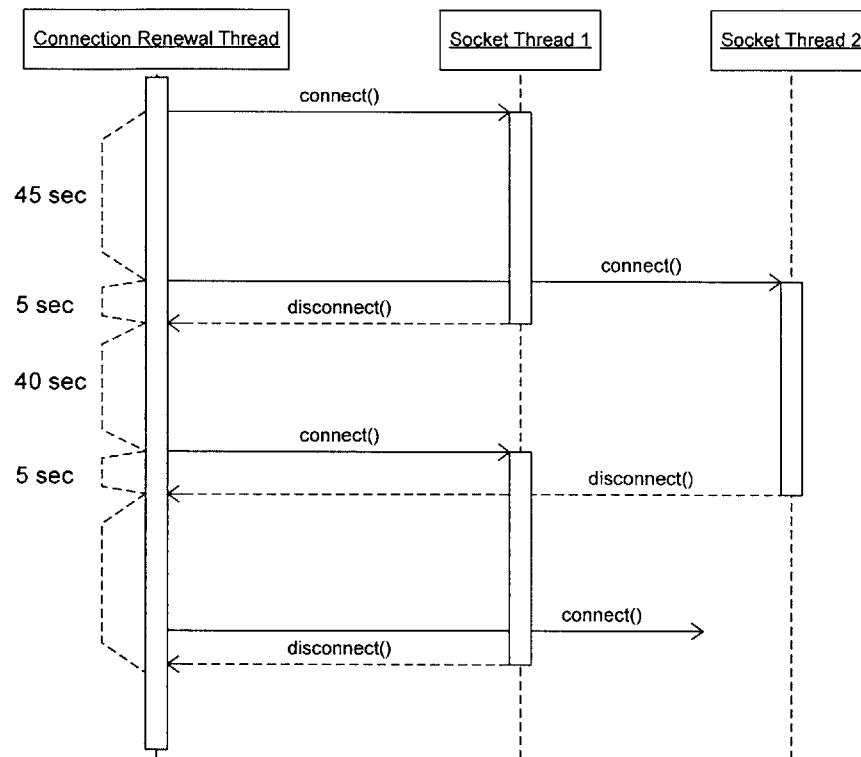 Connection Renewal Thread
Socket Thread 1
Socket Thread 2
connect()
45 sec
connect()
5 sec
disconnect()
40 sec
connect()
5 sec
disconnect()
connect()
disconnect()